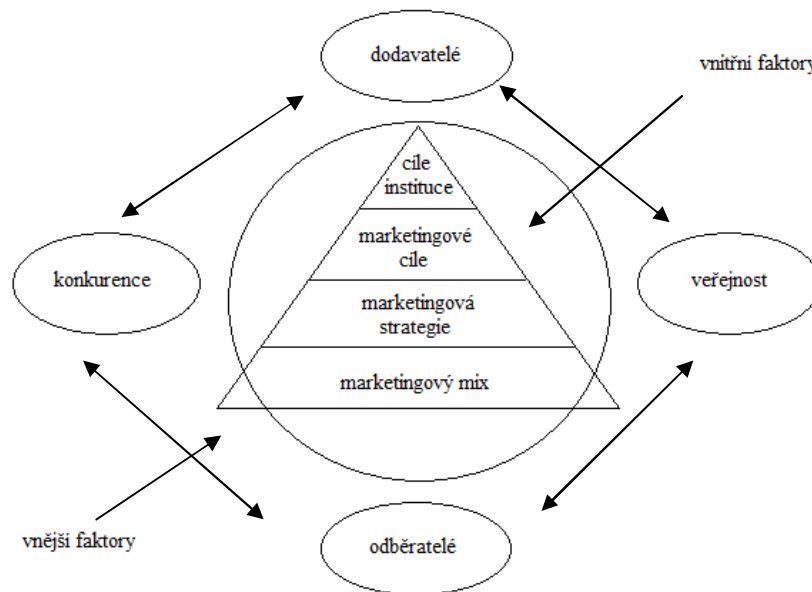 dodavatelé
vnitřní faktory
cíle
instituce
marketingové
cíle
konkurence
veřejnost
marketingová
strategie
marketingový mix
vnější faktory
odběratelé